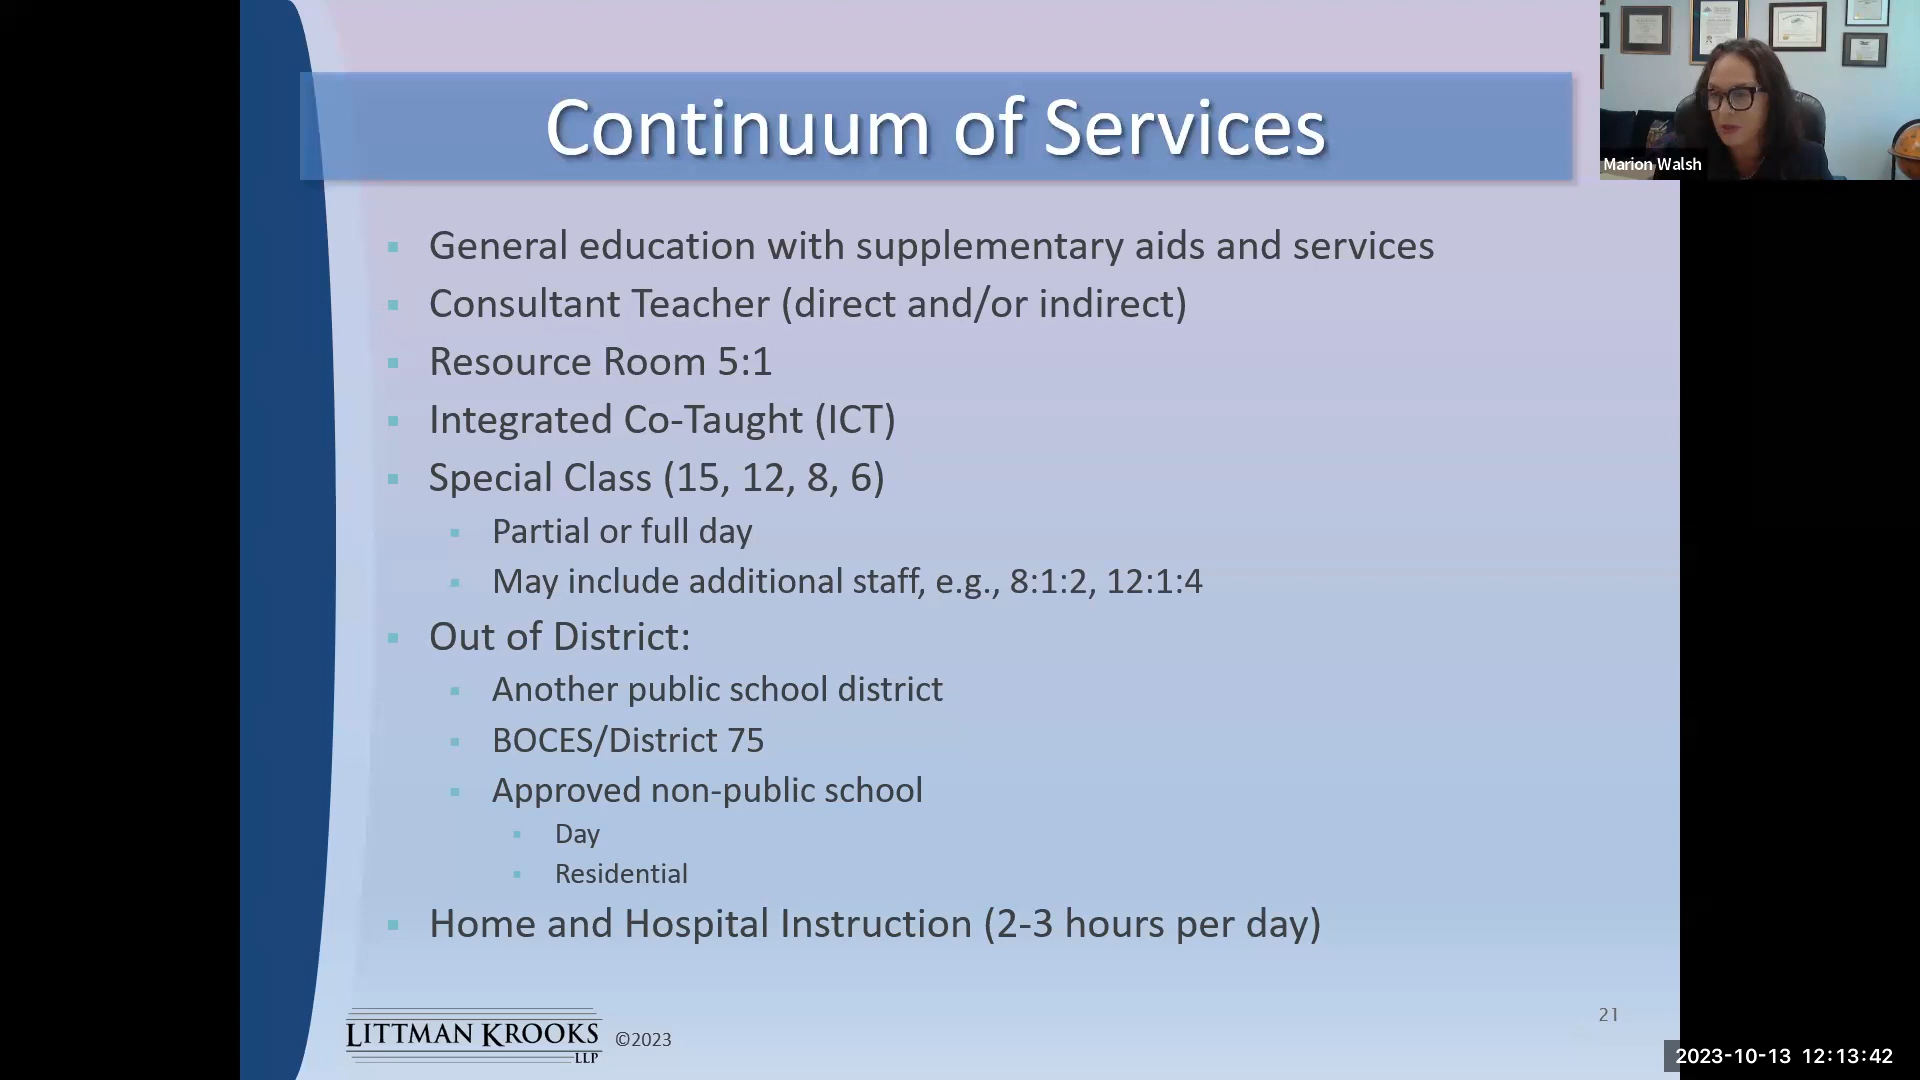 Continuum of Services
Marion Walsh
General education with supplementary aids and services
Consultant Teacher (direct and/or indirect)
Resource Room 5:1
Integrated Co-Taught (ICT)
Special Class (15, 12, 8, 6)
Partial or full day
May include additional staff, e.g., 8:1:2, 12:1:4
Out of District:
Another public school district
BOCES/District 75
Approved non-public school
Day
Residential
Home and Hospital Instruction (2-3 hours per day)
LITTMAN KROOKS
LLP
©2023
21
2023-10-13 12:13:42